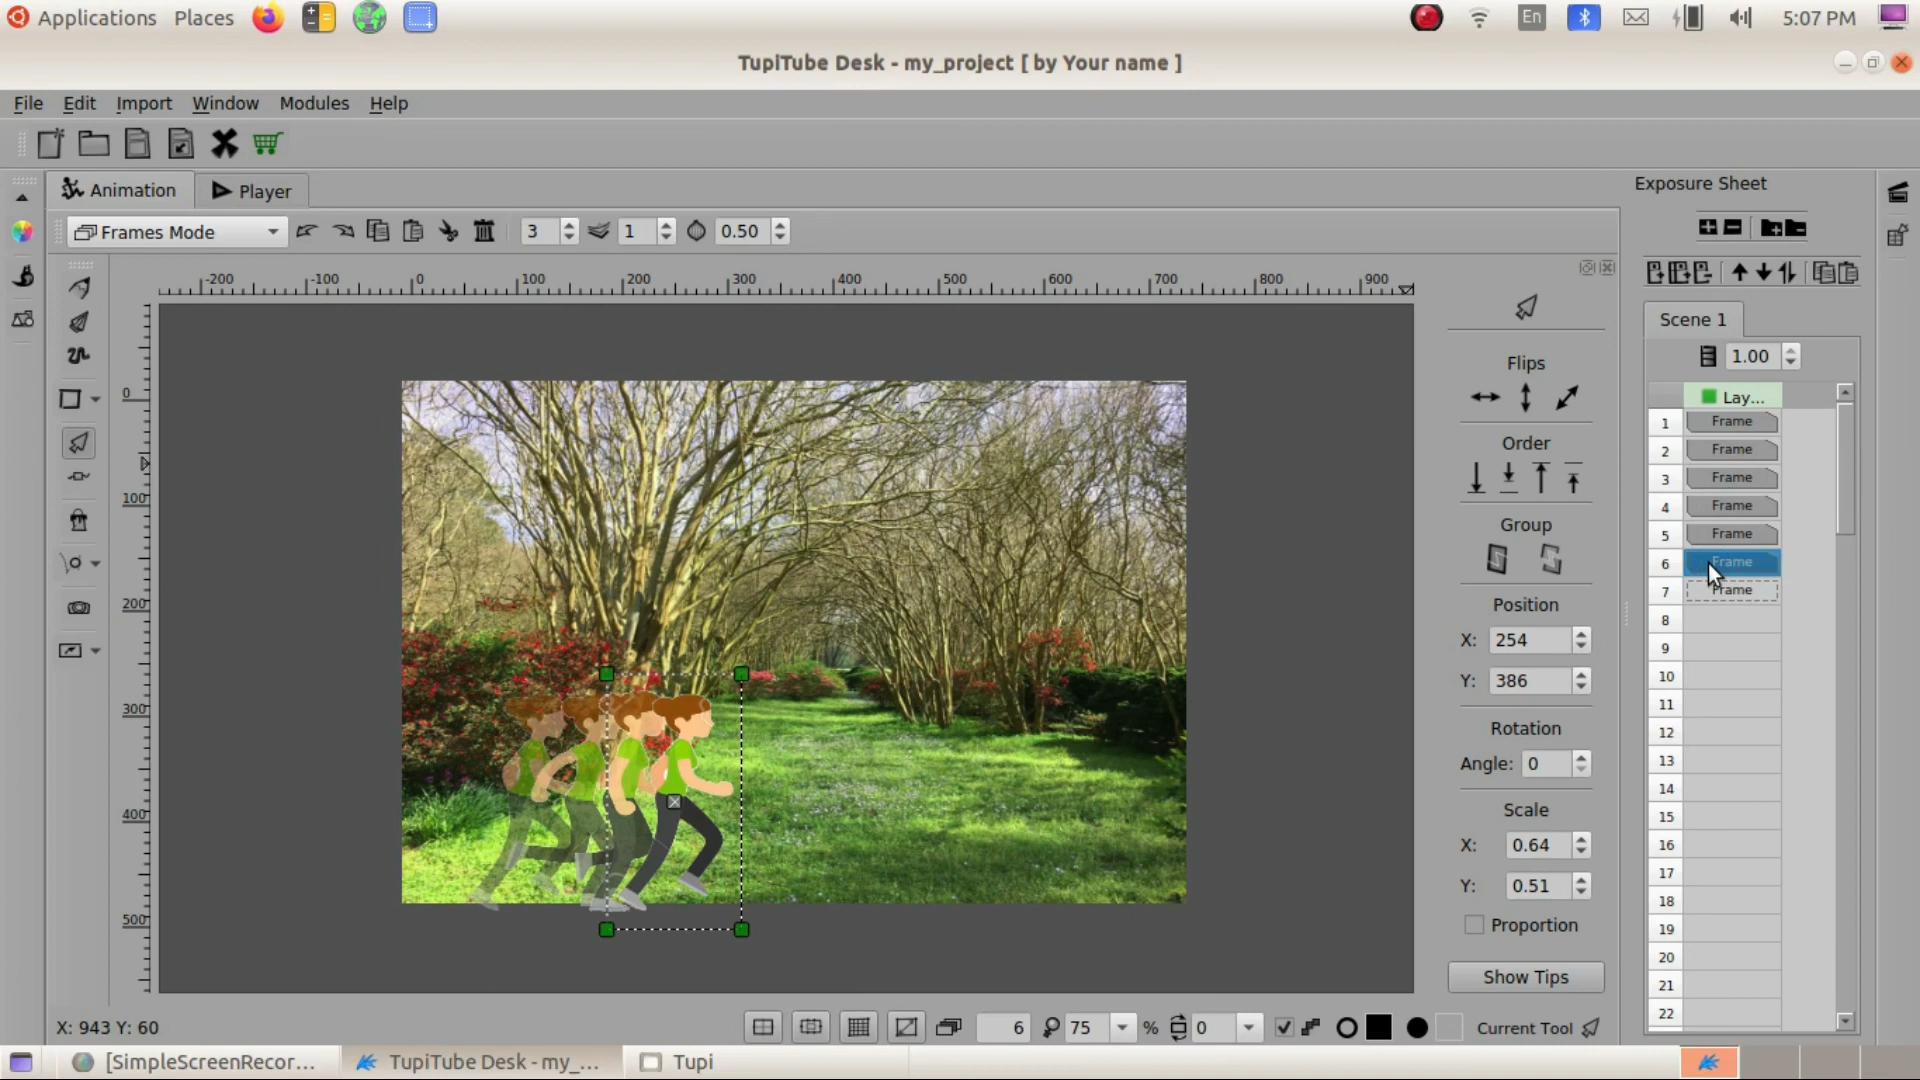 Applications Places En 5:07 PM
TupiTube Desk - my_project [ by Your name ]
File Edit Import Window Modules Help
Animation Player
Exposure Sheet
Frames Mode 3 1 0.50
-200 -100 0 100 200 300 400 500 600 700 800 900
0
100
200
300
400
500
Flips
Order
Group
Position
X: 254
Y: 386
Rotation
Angle: 0
Scale
X: 0.64
Y: 0.51
Proportion
Show Tips
Scene 1
1.00
Lay...
1 Frame
2 Frame
3 Frame
4 Frame
5 Frame
6 Frame
7 Frame
8
9
10
11
12
13
14
15
16
17
18
19
20
21
22
X: 943 Y: 60 6 75 % 0 Current Tool
[SimpleScreenRecor... TupiTube Desk - my_... Tupi